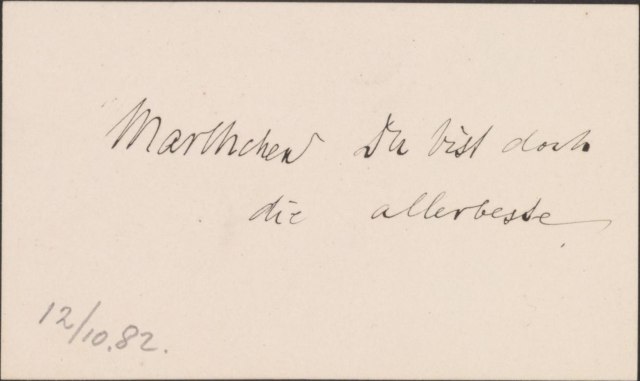 Marthchen Du bist doch
die allerbeste
12/10.82.